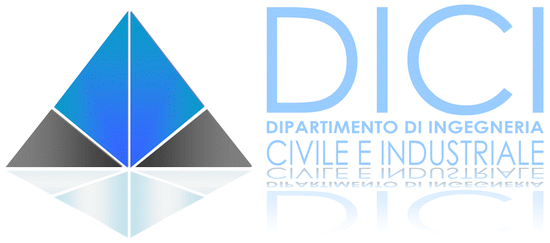 DICI
DIPARTIMENTO DI INGEGNERIA
CIVILE E INDUSTRIALE